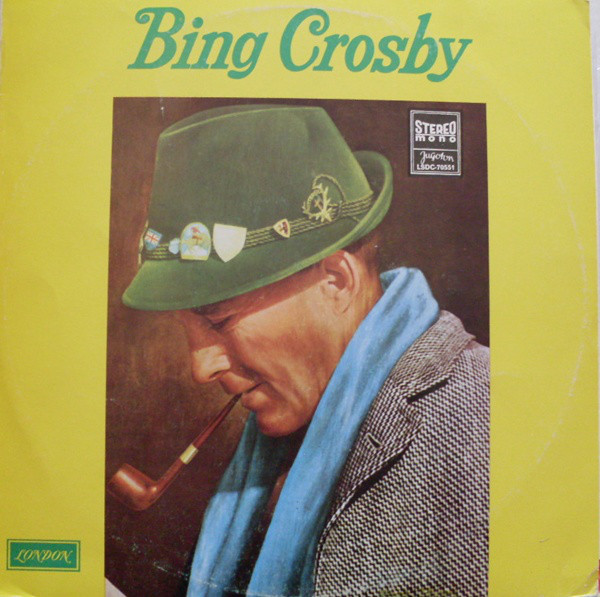 Bing Crosby
STEREO
mono
Jugoton
LSDC-70551
LONDON